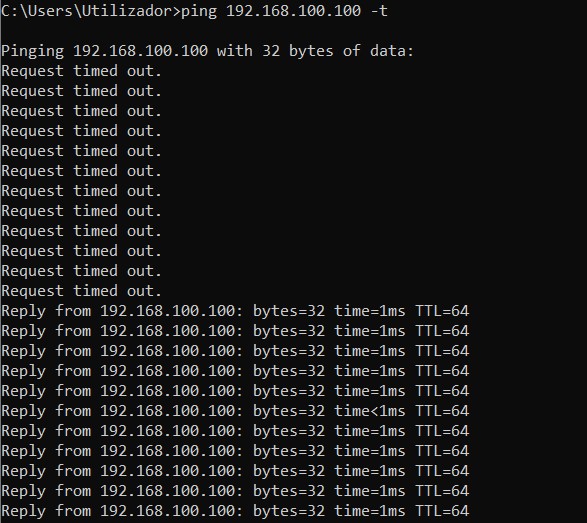 C:\Users\Utilizador>ping 192.168.100.100 -t
Pinging 192.168.100.100 with 32 bytes of data:
Request timed out.
Request timed out.
Request timed out.
Request timed out.
Request timed out.
Request timed out.
Request timed out.
Request timed out.
Request timed out.
Request timed out.
Request timed out.
Request timed out.
Reply from 192.168.100.100: bytes=32 time=1ms TTL=64
Reply from 192.168.100.100: bytes=32 time=1ms TTL=64
Reply from 192.168.100.100: bytes=32 time=1ms TTL=64
Reply from 192.168.100.100: bytes=32 time=1ms TTL=64
Reply from 192.168.100.100: bytes=32 time=1ms TTL=64
Reply from 192.168.100.100: bytes=32 time<1ms TTL=64
Reply from 192.168.100.100: bytes=32 time=1ms TTL=64
Reply from 192.168.100.100: bytes=32 time=1ms TTL=64
Reply from 192.168.100.100: bytes=32 time=1ms TTL=64
Reply from 192.168.100.100: bytes=32 time=1ms TTL=64
Reply from 192.168.100.100: bytes=32 time=1ms TTL=64